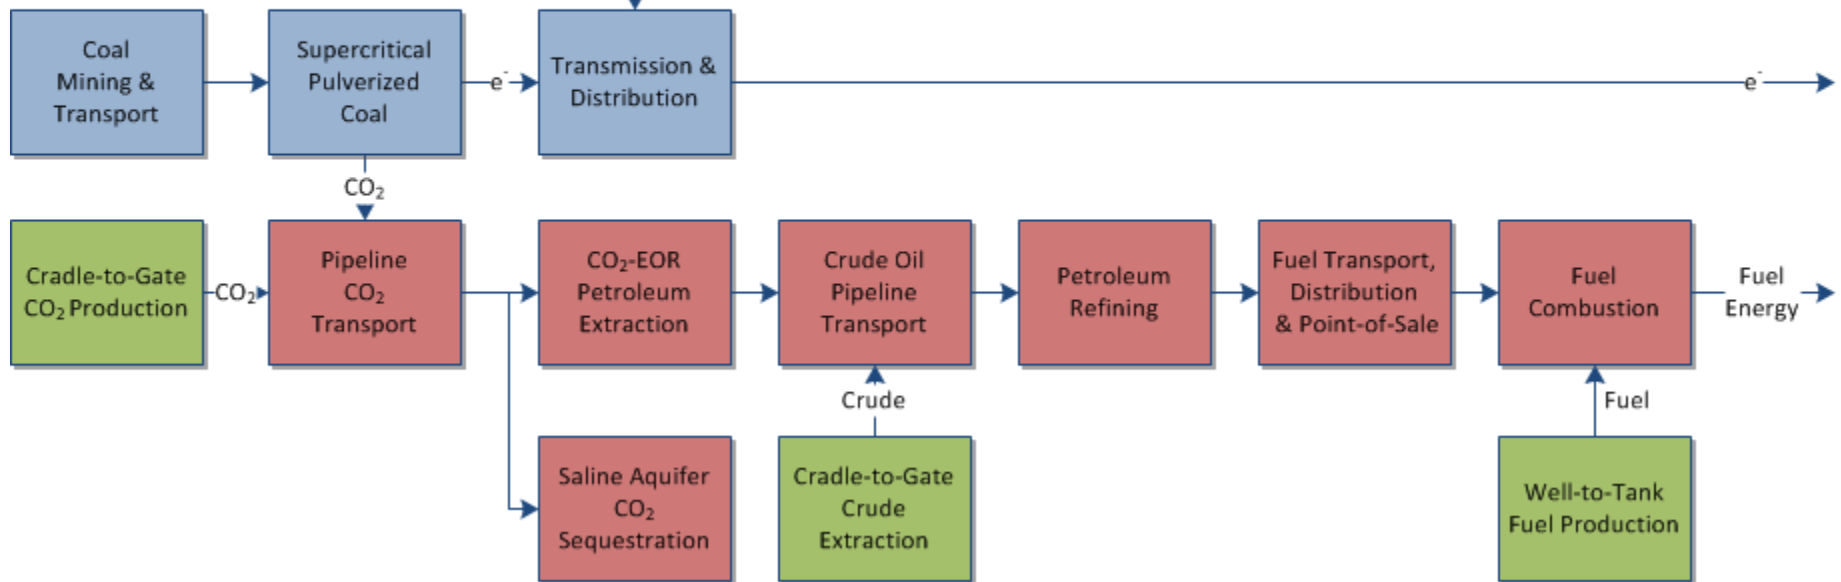 Coal
Mining &
Transport
Supercritical
Pulverized
Coal
e⁻
Transmission &
Distribution
e⁻
CO₂
Cradle-to-Gate
CO₂ Production
CO₂
Pipeline
CO₂
Transport
CO₂-EOR
Petroleum
Extraction
Crude Oil
Pipeline
Transport
Petroleum
Refining
Fuel Transport,
Distribution
& Point-of-Sale
Fuel
Combustion
Fuel
Energy
Crude
Fuel
Saline Aquifer
CO₂
Sequestration
Cradle-to-Gate
Crude
Extraction
Well-to-Tank
Fuel Production